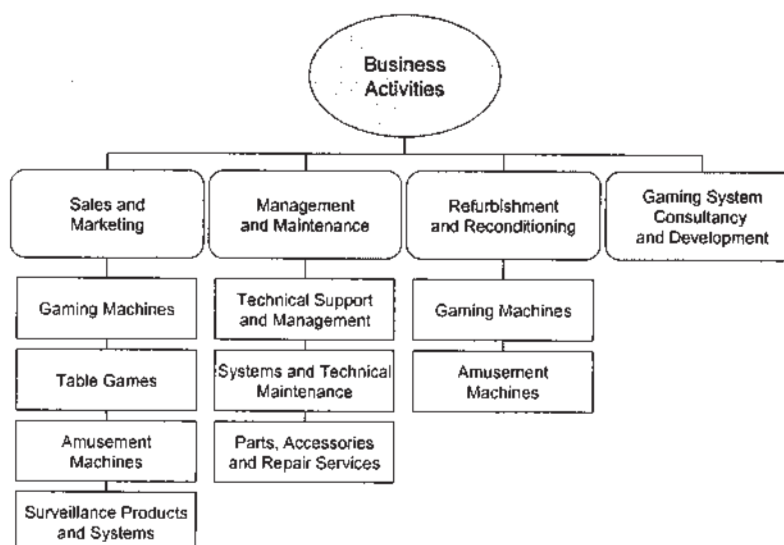 Business
Activities
Sales and
Marketing
Management
and Maintenance
Refurbishment
and Reconditioning
Gaming System
Consultancy
and Development
Gaming Machines
Table Games
Amusement
Machines
Surveillance Products
and Systems
Technical Support
and Management
Systems and Technical
Maintenance
Parts, Accessories
and Repair Services
Gaming Machines
Amusement
Machines